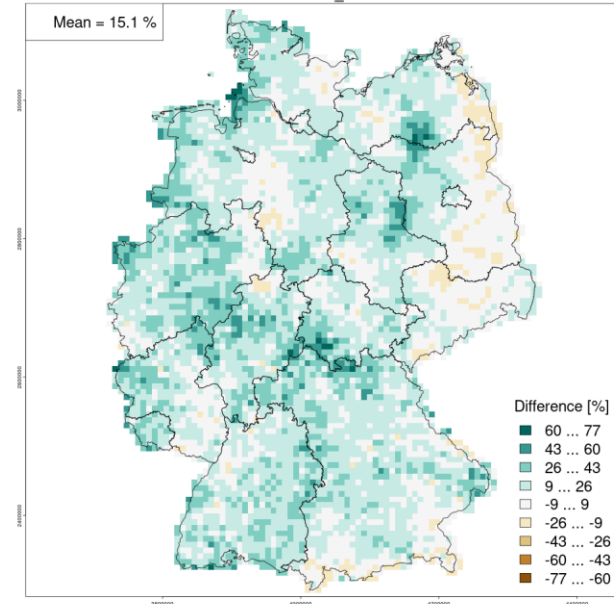 Mean = 15.1 %
Difference [%]
60 ... 77
43 ... 60
26 ... 43
9 ... 26
-9 ... 9
-26 ... -9
-43 ... -26
-60 ... -43
-77 ... -60